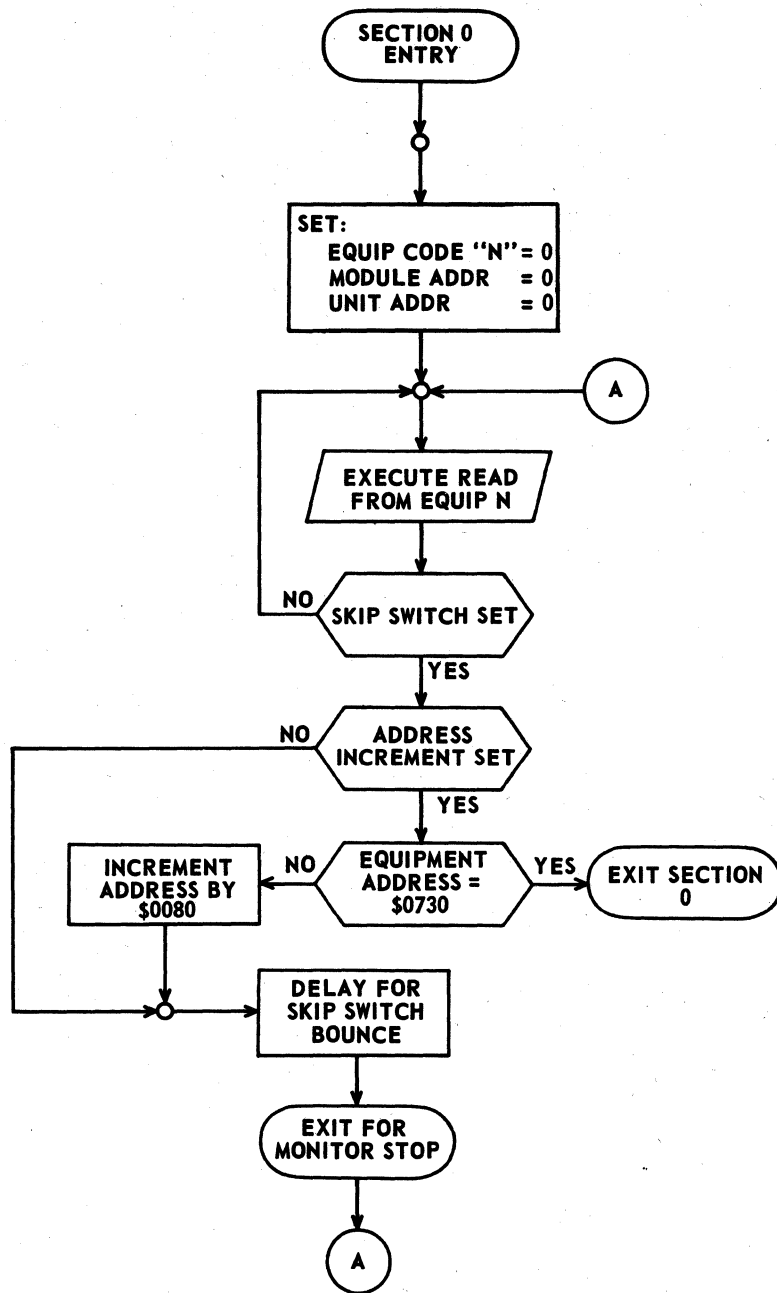 SECTION 0
ENTRY
SET:
EQUIP CODE "N" = 0
MODULE ADDR = 0
UNIT ADDR = 0
A
EXECUTE READ
FROM EQUIP N
NO
SKIP SWITCH SET
YES
NO
ADDRESS
INCREMENT SET
YES
INCREMENT
ADDRESS BY
$0080
NO
EQUIPMENT
ADDRESS =
$0730
YES
EXIT SECTION
0
DELAY FOR
SKIP SWITCH
BOUNCE
EXIT FOR
MONITOR STOP
A